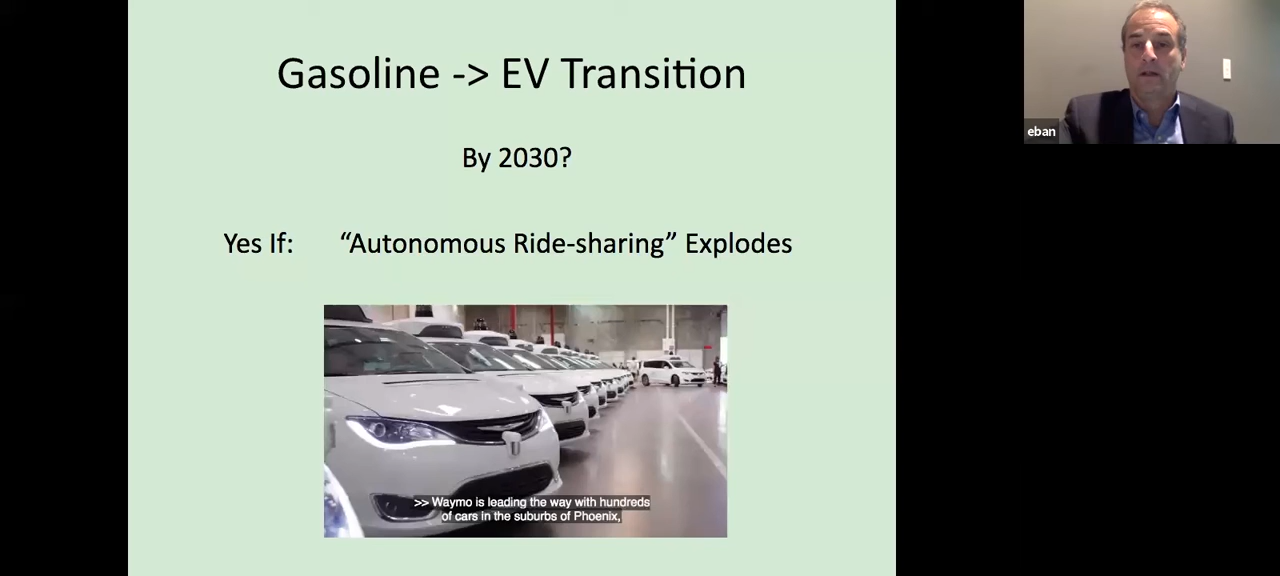 Gasoline -> EV Transition
By 2030?
Yes If: “Autonomous Ride-sharing” Explodes
>> Waymo is leading the way with hundreds
of cars in the suburbs of Phoenix,
eban